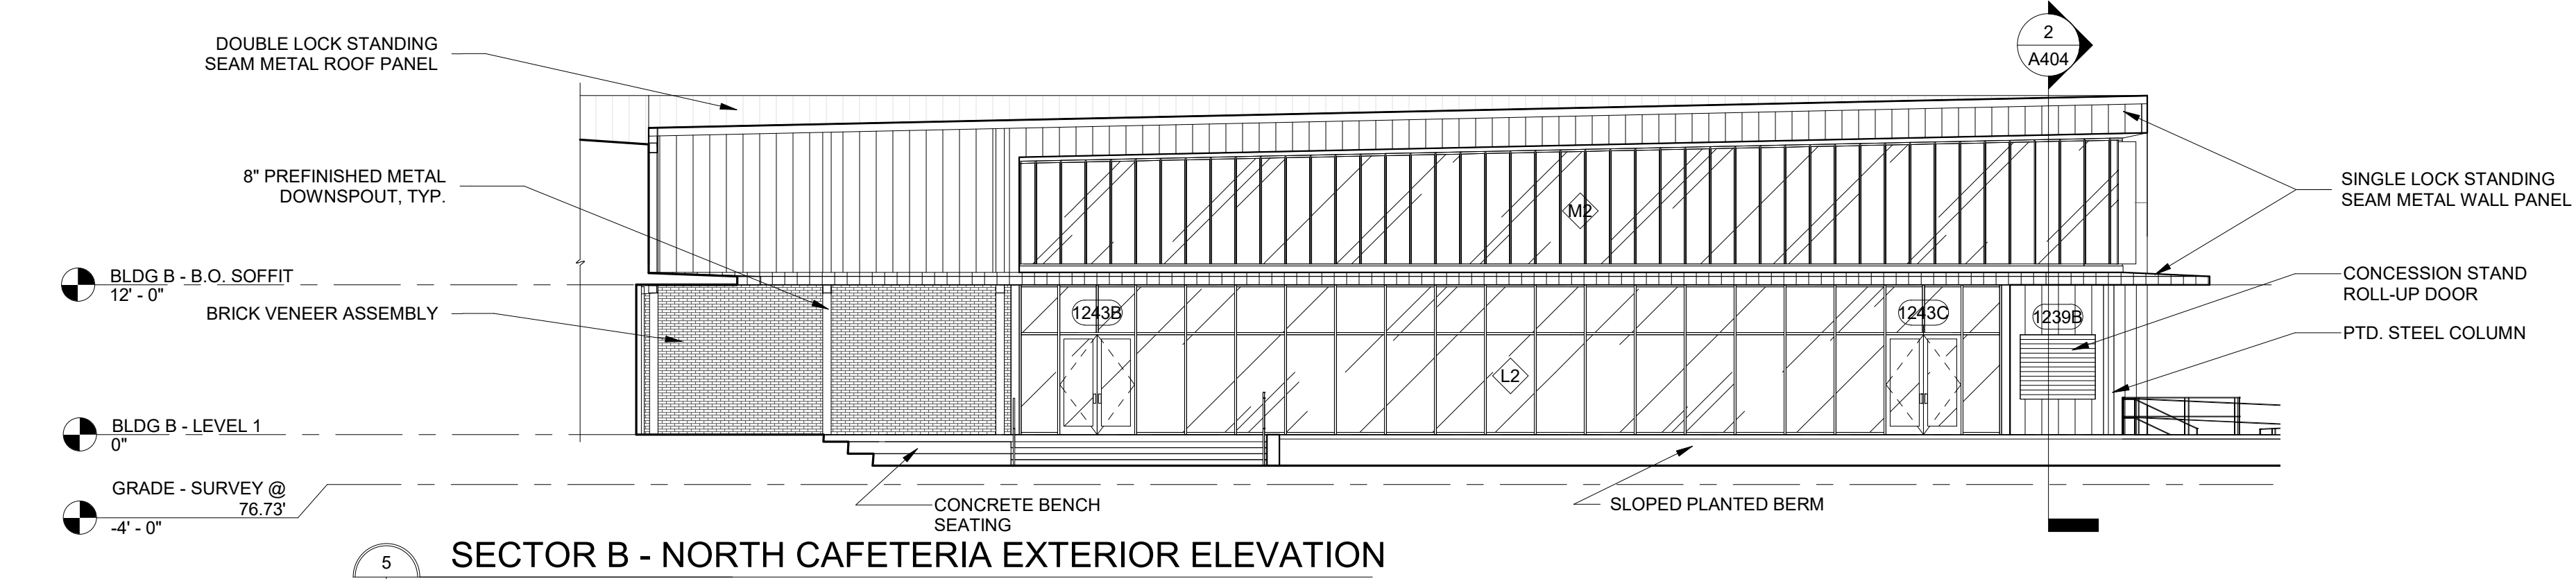 2
A404
DOUBLE LOCK STANDING
SEAM METAL ROOF PANEL
8" PREFINISHED METAL
DOWNSPOUT, TYP.
M2
SINGLE LOCK STANDING
SEAM METAL WALL PANEL
BLDG B - B.O. SOFFIT
12' - 0"
CONCESSION STAND
ROLL-UP DOOR
BRICK VENEER ASSEMBLY
1243B
1243C
1239B
PTD. STEEL COLUMN
L2
BLDG B - LEVEL 1
0"
GRADE - SURVEY @
76.73'
-4' - 0"
CONCRETE BENCH
SEATING
SLOPED PLANTED BERM
5
SECTOR B - NORTH CAFETERIA EXTERIOR ELEVATION